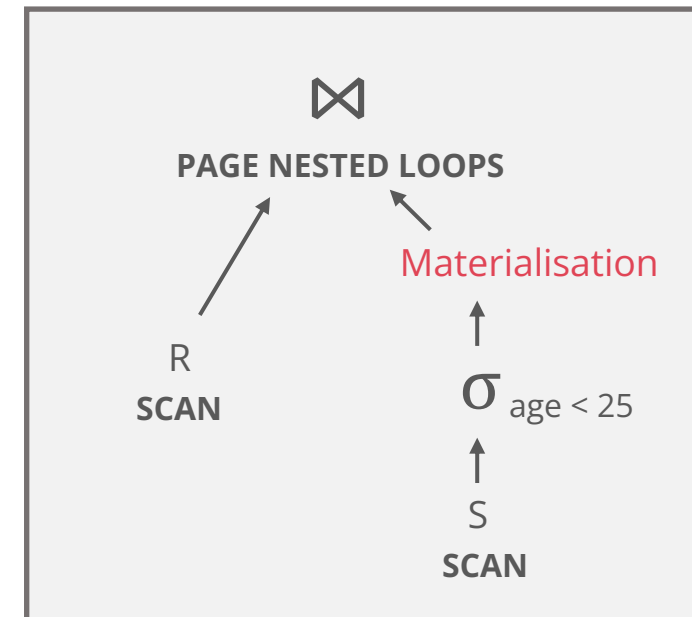 ⋈
PAGE NESTED LOOPS
Materialisation
R
SCAN
σ age < 25
S
SCAN